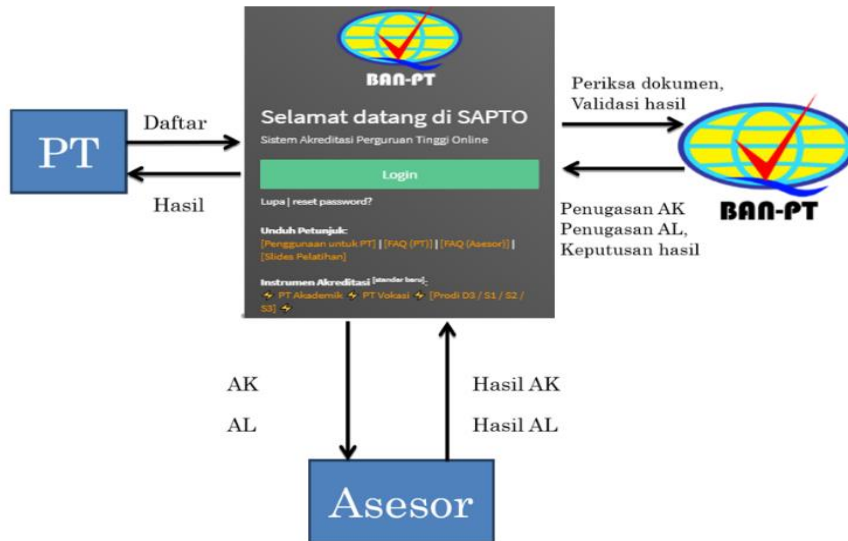 BAN-PT
Selamat datang di SAPTO
Sistem Akreditasi Perguruan Tinggi Online
Login
Lupa | reset password?
Unduh Petunjuk:
[Penggunaan untuk PT] | [FAQ (PT)] | [FAQ (Asesor)] |
[Slides Pelatihan]
Instrumen Akreditasi [standar baru]:
PT Akademik PT Vokasi [Prodi D3 / S1 / S2 /
S3]
PT
Daftar
Hasil
Periksa dokumen,
Validasi hasil
BAN-PT
Penugasan AK
Penugasan AL,
Keputusan hasil
AK
AL
Hasil AK
Hasil AL
Asesor